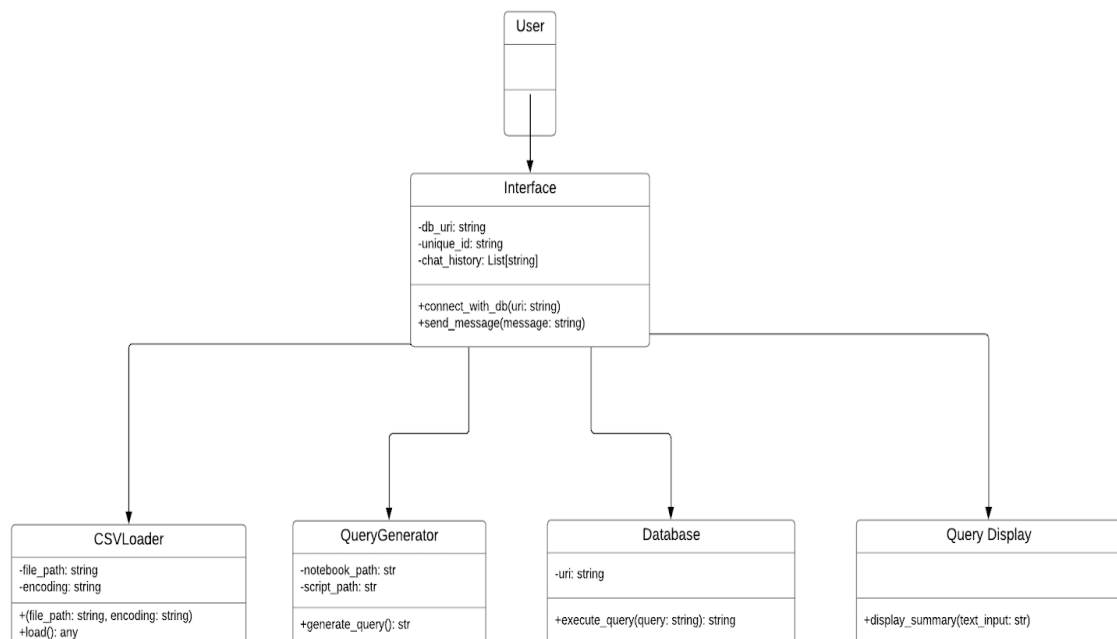 User
Interface
-db_uri: string
-unique_id: string
-chat_history: List[string]
+connect_with_db(uri: string)
+send_message(message: string)
CSVLoader
-file_path: string
-encoding: string
+(file_path: string, encoding: string)
+load(): any
QueryGenerator
-notebook_path: str
-script_path: str
+generate_query(): str
Database
-uri: string
+execute_query(query: string): string
Query Display
+display_summary(text_input: str)